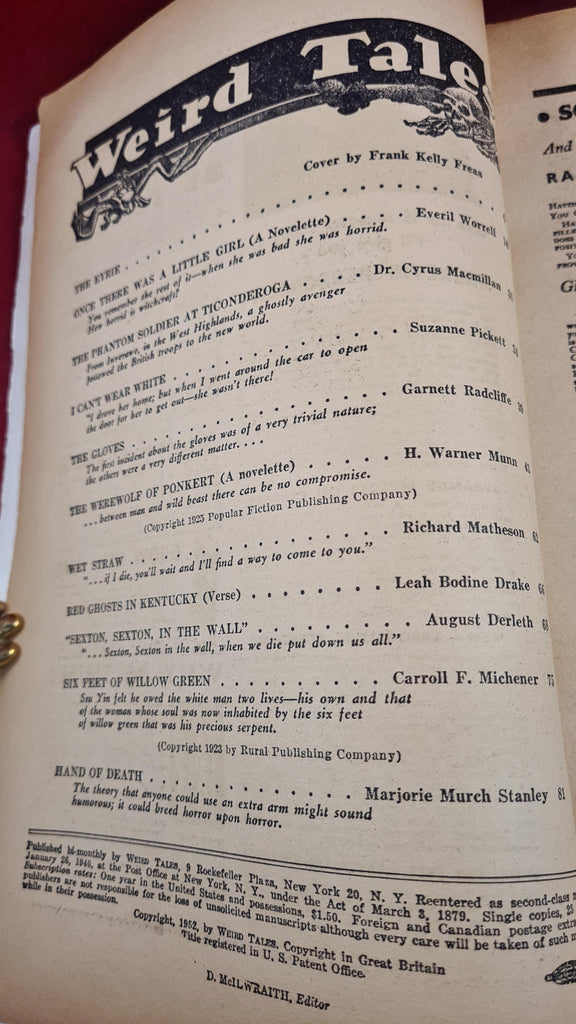 Weird Tales
Cover by Frank Kelly Freas
THE EYRIE . . . . . . . . . . . . . . . . . . . .
ONCE THERE WAS A LITTLE GIRL (A Novelette) . . . . . Everil Worrell
You remember the rest of it—when she was bad she was horrid.
How horrid is witchcraft?
THE PHANTOM SOLDIER AT TICONDEROGA . . . . Dr. Cyrus Macmillan
From Inverewe, in the West Highlands, a ghostly avenger
followed the British troops to the new world.
I CAN'T WEAR WHITE . . . . . . . . . . . . Suzanne Pickett
"I drove her home; but when I went around the car to open
the door for her to get out—she wasn't there!
THE GLOVES . . . . . . . . . . . . . . Garnett Radcliffe
The first incident about the gloves was of a very trivial nature;
the others were a very different matter. . . .
THE WEREWOLF OF PONKERT (A novelette) . . . . . H. Warner Munn
. . . between man and wild beast there can be no compromise.
(Copyright 1925 Popular Fiction Publishing Company)
WET STRAW . . . . . . . . . . . . . . Richard Matheson 62
". . . if I die, you'll wait and I'll find a way to come to you."
RED GHOSTS IN KENTUCKY (Verse) . . . . . . . Leah Bodine Drake
"SEXTON, SEXTON, IN THE WALL" . . . . . . . . August Derleth
". . . Sexton, Sexton in the wall, when we die put down us all."
SIX FEET OF WILLOW GREEN . . . . . . . . . Carroll F. Michener 75
Ssu Yin felt he owed the white man two lives—his own and that
of the woman whose soul was now inhabited by the six feet
of willow green that was his precious serpent.
(Copyright 1923 by Rural Publishing Company)
HAND OF DEATH . . . . . . . . . . . . Marjorie Murch Stanley 81
The theory that anyone could use an extra arm might sound
humorous; it could breed horror upon horror.
Published bi-monthly by WEIRD TALES, 9 Rockefeller Plaza, New York 20, N. Y. Reentered as second-class
January 26, 1940, at the Post Office at New York, N. Y., under the Act of March 3, 1879. Single copies,
Subscription rates: One year in the United States and possessions, $1.50. Foreign and Canadian postage
publishers are not responsible for the loss of unsolicited manuscripts although every care will be taken of such
while in their possession.
Copyright, 1952, by WEIRD TALES. Copyright in Great Britain
Title registered in U. S. Patent Office.
D. McILWRAITH, Editor
And